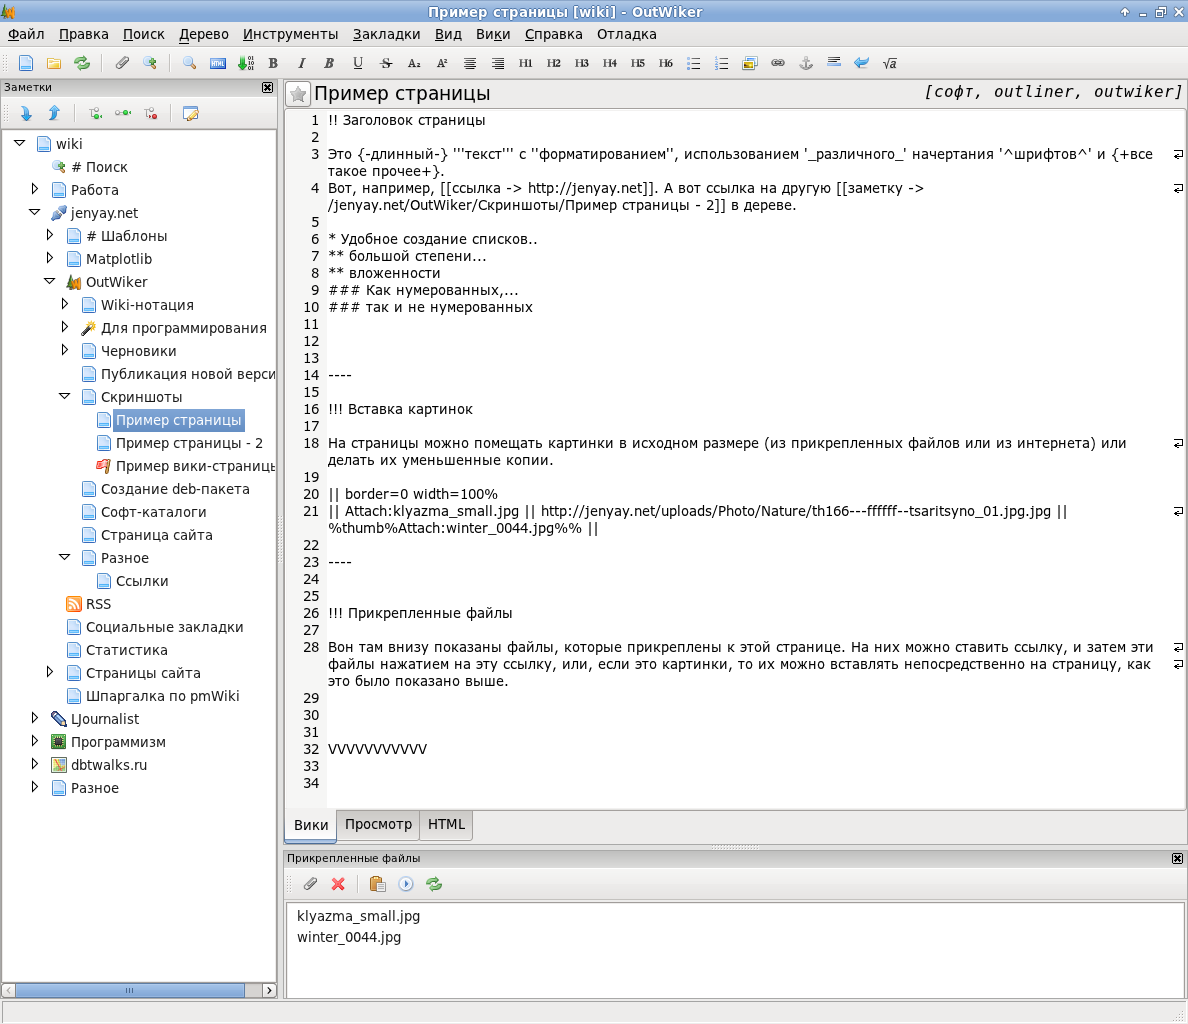 Пример страницы [wiki] - OutWiker
Файл Правка Поиск Дерево Инструменты Закладки Вид Вики Справка Отладка
B I B I U S A₂ A² H1 H2 H3 H4 H5 H6 √a
Заметки
wiki
# Поиск
Работа
jenyay.net
# Шаблоны
Matplotlib
OutWiker
Wiki-нотация
Для программирования
Черновики
Публикация новой верси
Скриншоты
Пример страницы
Пример страницы - 2
Пример вики-страниць
Создание deb-пакета
Софт-каталоги
Страница сайта
Разное
Ссылки
RSS
Социальные закладки
Статистика
Страницы сайта
Шпаргалка по pmWiki
LJournalist
Программизм
dbtwalks.ru
Разное
Пример страницы [софт, outliner, outwiker]
1 !! Заголовок страницы
2
3 Это {-длинный-} '''текст''' с ''форматированием'', использованием '_различного_' начертания '^шрифтов^' и {+все
такое прочее+}.
4 Вот, например, [[ссылка -> http://jenyay.net]]. А вот ссылка на другую [[заметку ->
/jenyay.net/OutWiker/Скриншоты/Пример страницы - 2]] в дереве.
5
6 * Удобное создание списков..
7 ** большой степени...
8 ** вложенности
9 ### Как нумерованных,...
10 ### так и не нумерованных
11
12
13
14 ----
15
16 !!! Вставка картинок
17
18 На страницы можно помещать картинки в исходном размере (из прикрепленных файлов или из интернета) или
делать их уменьшенные копии.
19
20 || border=0 width=100%
21 || Attach:klyazma_small.jpg || http://jenyay.net/uploads/Photo/Nature/th166---ffffff--tsaritsyno_01.jpg.jpg ||
%thumb%Attach:winter_0044.jpg%% ||
22
23 ----
24
25
26 !!! Прикрепленные файлы
27
28 Вон там внизу показаны файлы, которые прикреплены к этой странице. На них можно ставить ссылку, и затем эти
файлы нажатием на эту ссылку, или, если это картинки, то их можно вставлять непосредственно на страницу, как
это было показано выше.
29
30
31
32 VVVVVVVVVVV
33
34
Вики Просмотр HTML
Прикрепленные файлы
klyazma_small.jpg
winter_0044.jpg